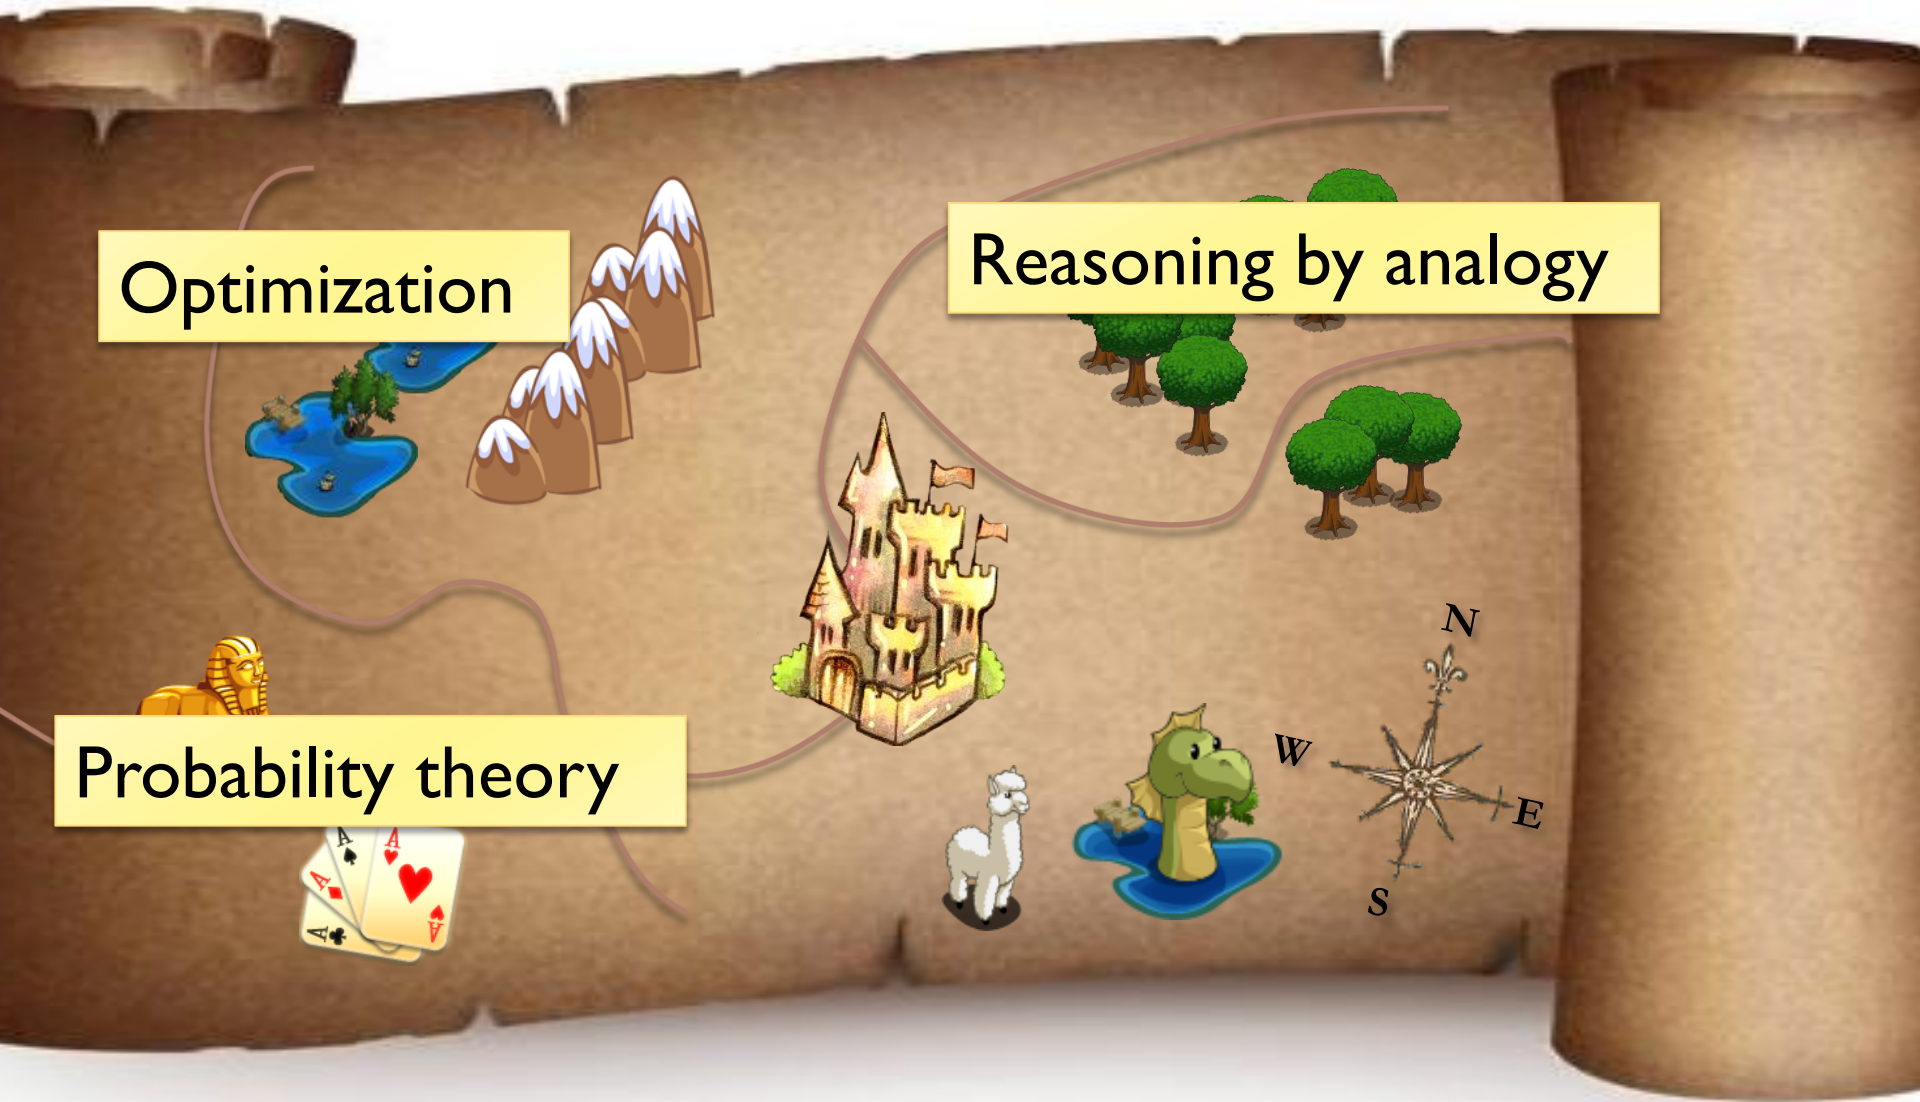 Optimization
Reasoning by analogy
Probability theory
N
W
E
S
A
A
A
A
A